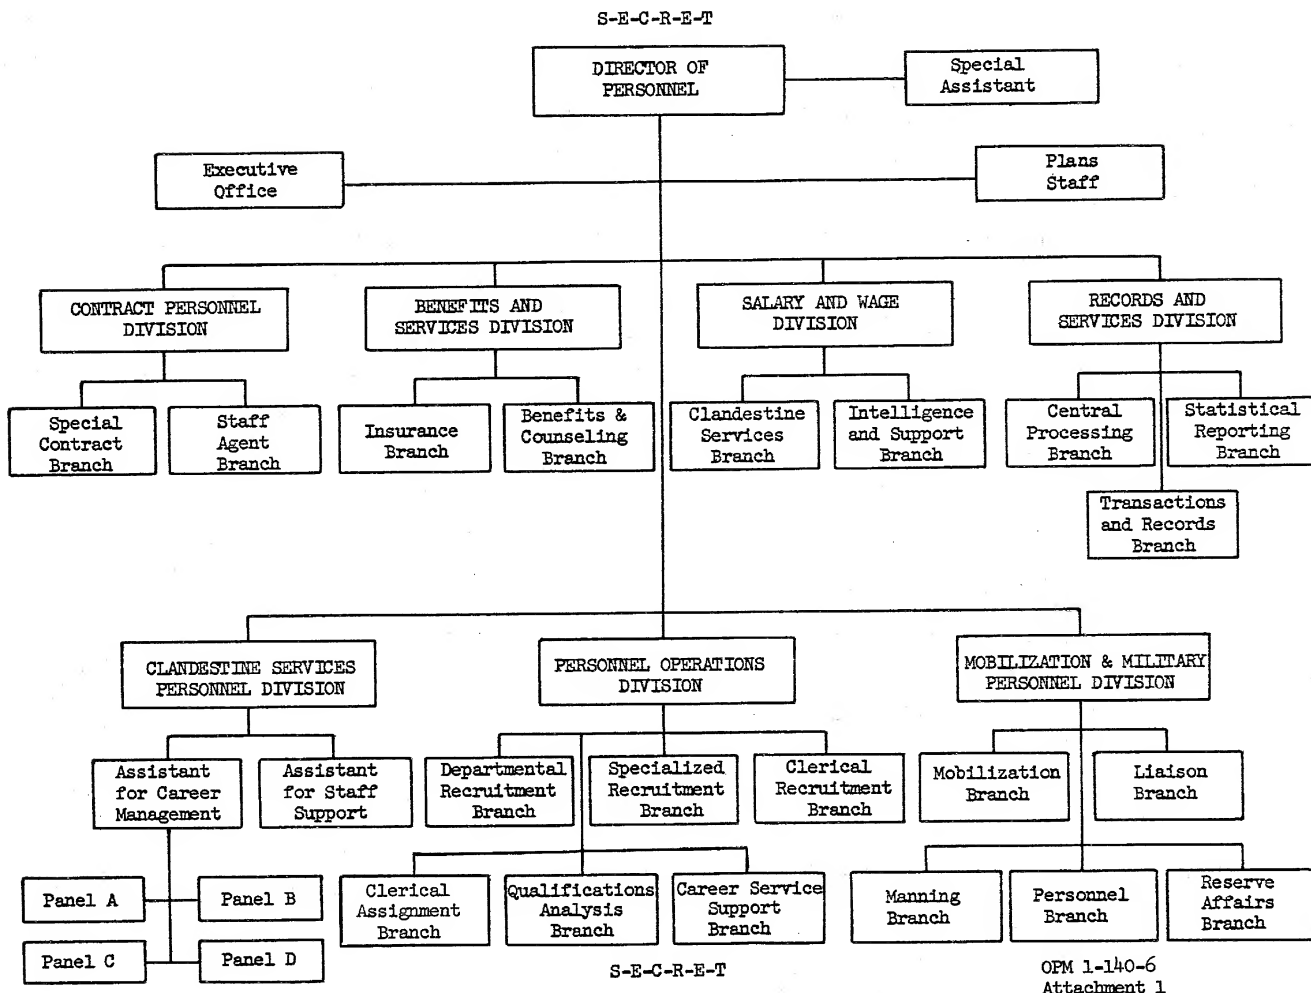 S-E-C-R-E-T
DIRECTOR OF
PERSONNEL
Special
Assistant
Executive
Office
Plans
Staff
CONTRACT PERSONNEL
DIVISION
BENEFITS AND
SERVICES DIVISION
SALARY AND WAGE
DIVISION
RECORDS AND
SERVICES DIVISION
Special
Contract
Branch
Staff
Agent
Branch
Insurance
Branch
Benefits &
Counseling
Branch
Clandestine
Services
Branch
Intelligence
and Support
Branch
Central
Processing
Branch
Statistical
Reporting
Branch
Transactions
and Records
Branch
CLANDESTINE SERVICES
PERSONNEL DIVISION
PERSONNEL OPERATIONS
DIVISION
MOBILIZATION & MILITARY
PERSONNEL DIVISION
Assistant
for Career
Management
Assistant
for Staff
Support
Departmental
Recruitment
Branch
Specialized
Recruitment
Branch
Clerical
Recruitment
Branch
Mobilization
Branch
Liaison
Branch
Panel A
Panel B
Panel C
Panel D
Clerical
Assignment
Branch
Qualifications
Analysis
Branch
Career Service
Support
Branch
Manning
Branch
Personnel
Branch
Reserve
Affairs
Branch
S-E-C-R-E-T
OPM 1-140-6
Attachment 1